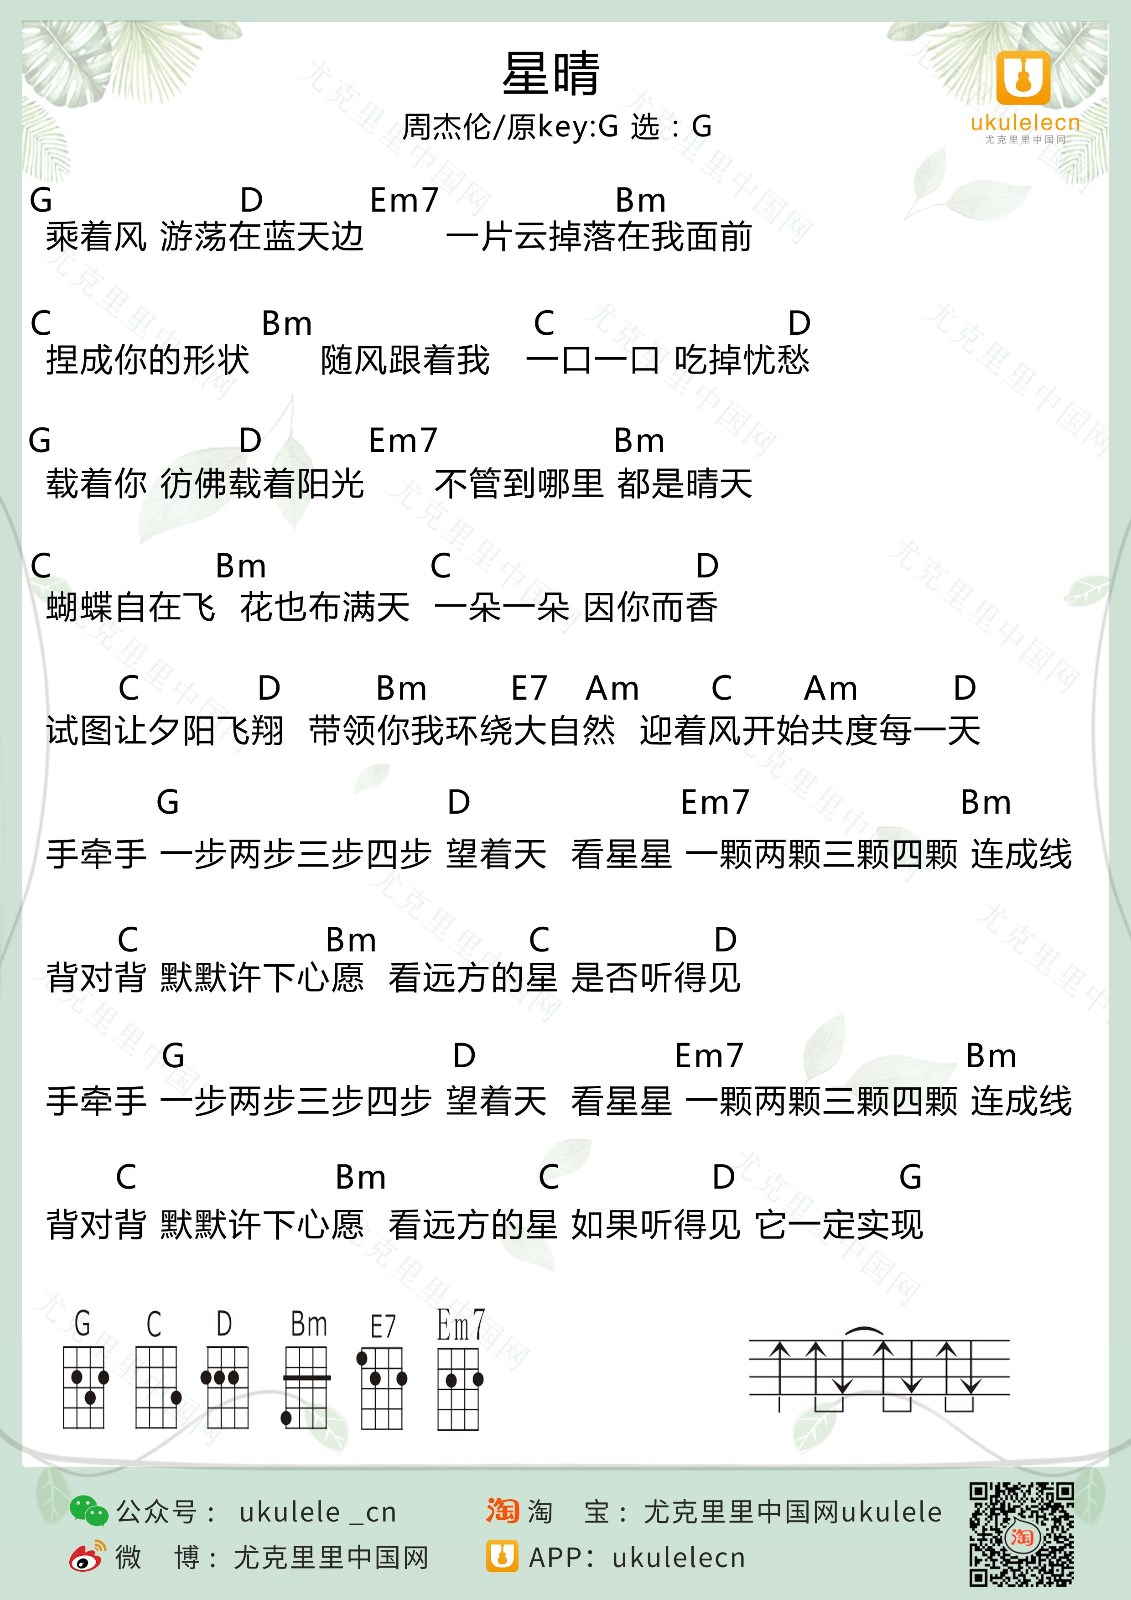 星晴
周杰伦/原key:G 选：G
ukulelecn
尤克里里中国网
G D Em7 Bm
乘着风 游荡在蓝天边 一片云掉落在我面前
C Bm C D
捏成你的形状 随风跟着我 一口一口 吃掉忧愁
G D Em7 Bm
载着你 彷佛载着阳光 不管到哪里 都是晴天
C Bm C D
蝴蝶自在飞 花也布满天 一朵一朵 因你而香
C D Bm E7 Am C Am D
试图让夕阳飞翔 带领你我环绕大自然 迎着风开始共度每一天
G D Em7 Bm
手牵手 一步两步三步四步 望着天 看星星 一颗两颗三颗四颗 连成线
C Bm C D
背对背 默默许下心愿 看远方的星 是否听得见
G D Em7 Bm
手牵手 一步两步三步四步 望着天 看星星 一颗两颗三颗四颗 连成线
C Bm C D G
背对背 默默许下心愿 看远方的星 如果听得见 它一定实现
G C D Bm E7 Em7
公众号： ukulele _cn 淘 淘 宝：尤克里里中国网ukulele
微 博：尤克里里中国网 APP：ukulelecn
淘